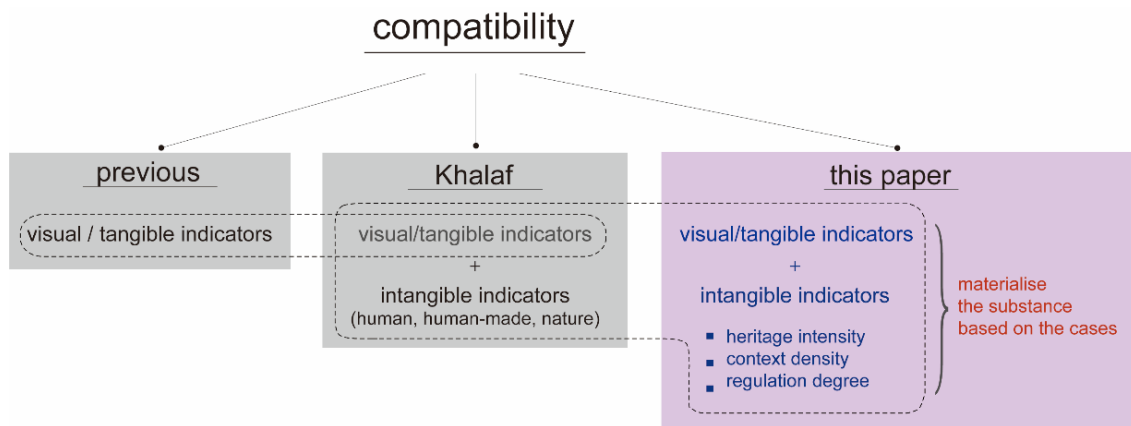 compatibility
previous
visual / tangible indicators
Khalaf
visual/tangible indicators
+
intangible indicators
(human, human-made, nature)
this paper
visual/tangible indicators
+
intangible indicators
heritage intensity
context density
regulation degree
materialise
the substance
based on the cases